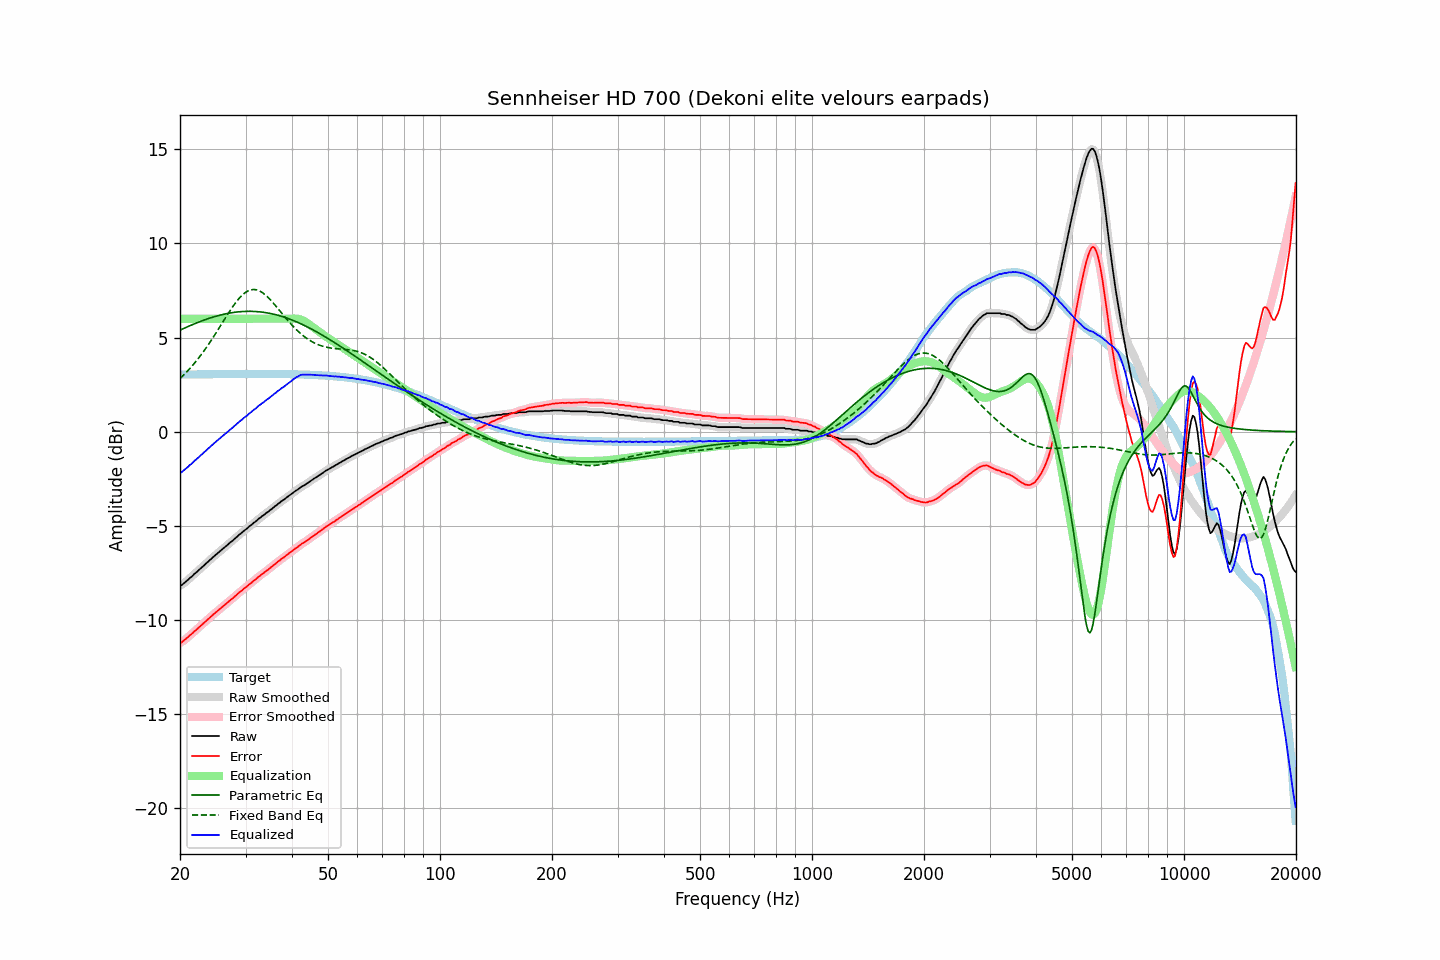 Sennheiser HD 700 (Dekoni elite velours earpads)
Amplitude (dBr)
15
10
5
0
−5
−10
−15
−20
Target
Raw Smoothed
Error Smoothed
Raw
Error
Equalization
Parametric Eq
Fixed Band Eq
Equalized
20 50 100 200 500 1000 2000 5000 10000 20000
Frequency (Hz)